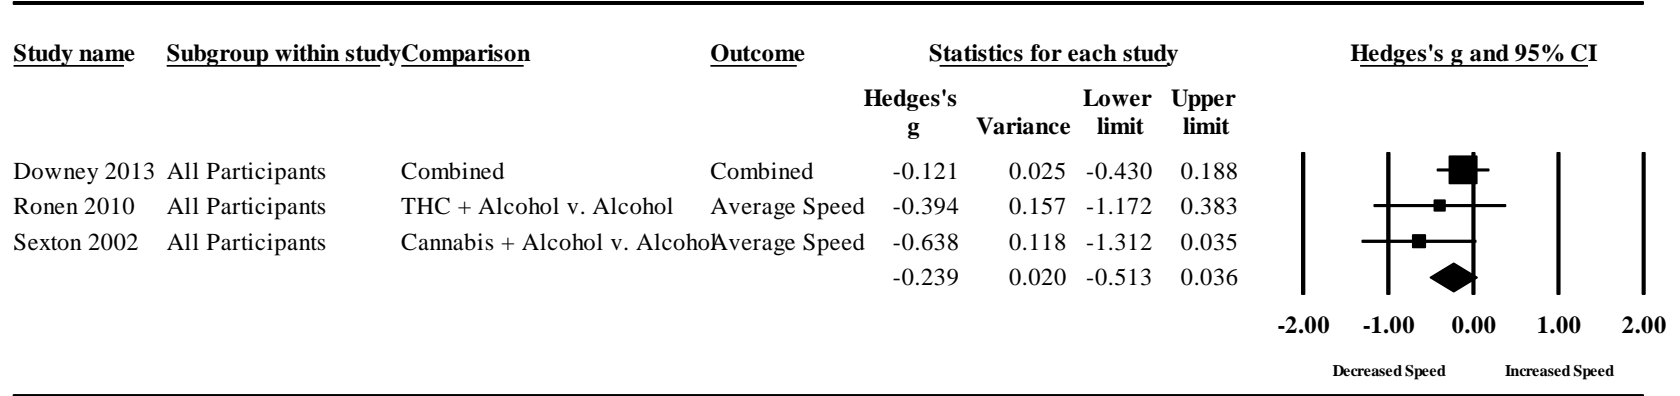 Study name Subgroup within study Comparison Outcome Statistics for each study Hedges's g and 95% CI
Hedges's Lower Upper
g Variance limit limit
Downey 2013 All Participants Combined Combined -0.121 0.025 -0.430 0.188
Ronen 2010 All Participants THC + Alcohol v. Alcohol Average Speed -0.394 0.157 -1.172 0.383
Sexton 2002 All Participants Cannabis + Alcohol v. Alcohol Average Speed -0.638 0.118 -1.312 0.035
-0.239 0.020 -0.513 0.036
-2.00 -1.00 0.00 1.00 2.00
Decreased Speed Increased Speed